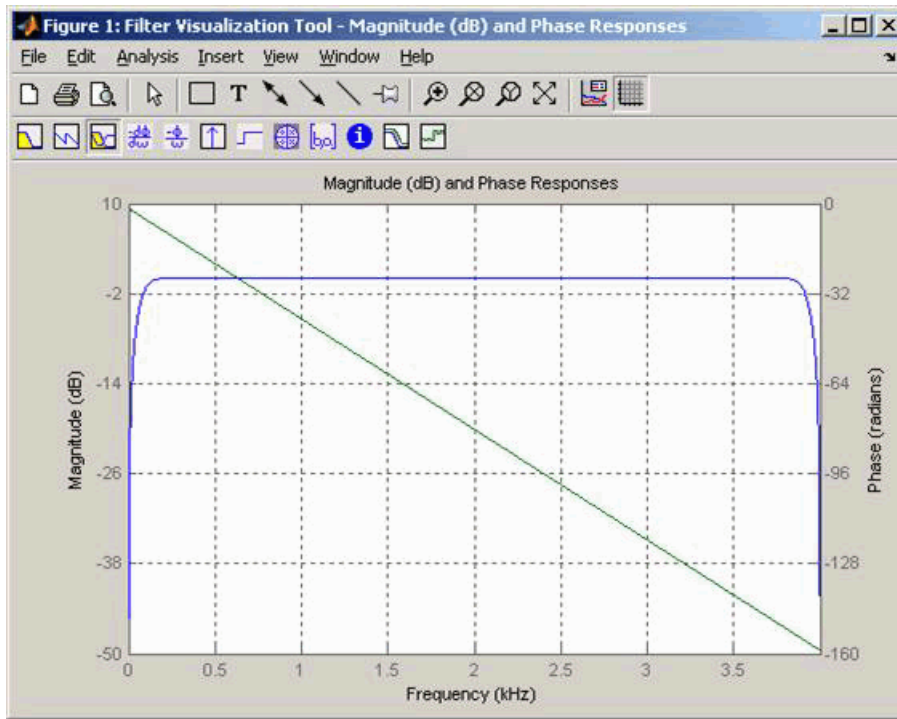 Figure 1: Filter Visualization Tool - Magnitude (dB) and Phase Responses
File Edit Analysis Insert View Window Help
T
[b,a]
i
Magnitude (dB) and Phase Responses
10
-2
-14
-26
-38
-50
Magnitude (dB)
0
-32
-64
-96
-128
-160
Phase (radians)
0 0.5 1 1.5 2 2.5 3 3.5
Frequency (kHz)